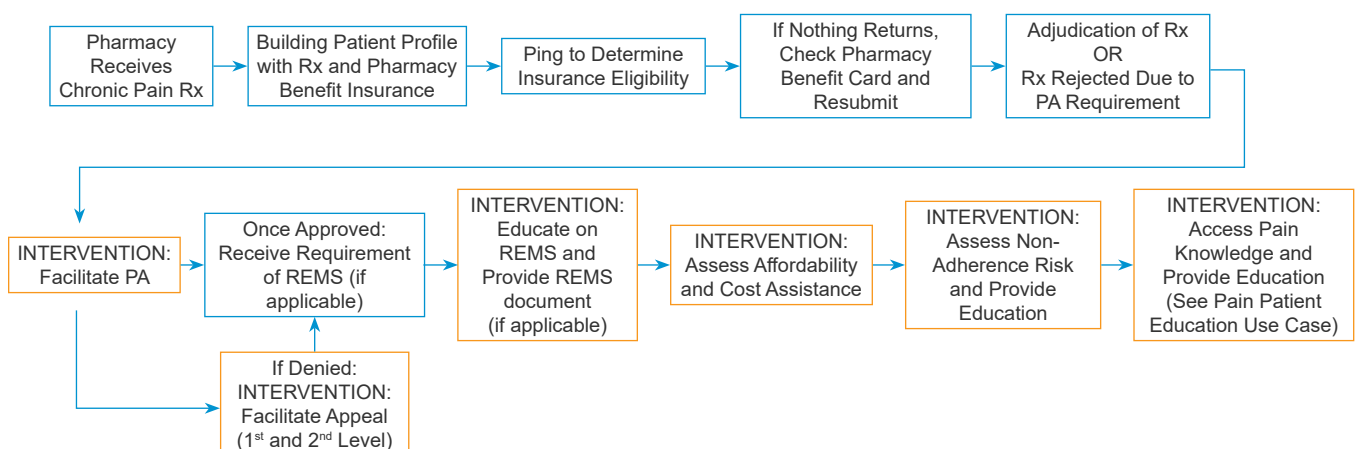 Pharmacy
Receives
Chronic Pain Rx
Building Patient Profile
with Rx and Pharmacy
Benefit Insurance
Ping to Determine
Insurance Eligibility
If Nothing Returns,
Check Pharmacy
Benefit Card and
Resubmit
Adjudication of Rx
OR
Rx Rejected Due to
PA Requirement
INTERVENTION:
Facilitate PA
Once Approved:
Receive Requirement
of REMS (if
applicable)
If Denied:
INTERVENTION:
Facilitate Appeal
(1st and 2nd Level)
INTERVENTION:
Educate on
REMS and
Provide REMS
document
(if applicable)
INTERVENTION:
Assess Affordability
and Cost Assistance
INTERVENTION:
Assess Non-
Adherence Risk
and Provide
Education
INTERVENTION:
Access Pain
Knowledge and
Provide Education
(See Pain Patient
Education Use Case)